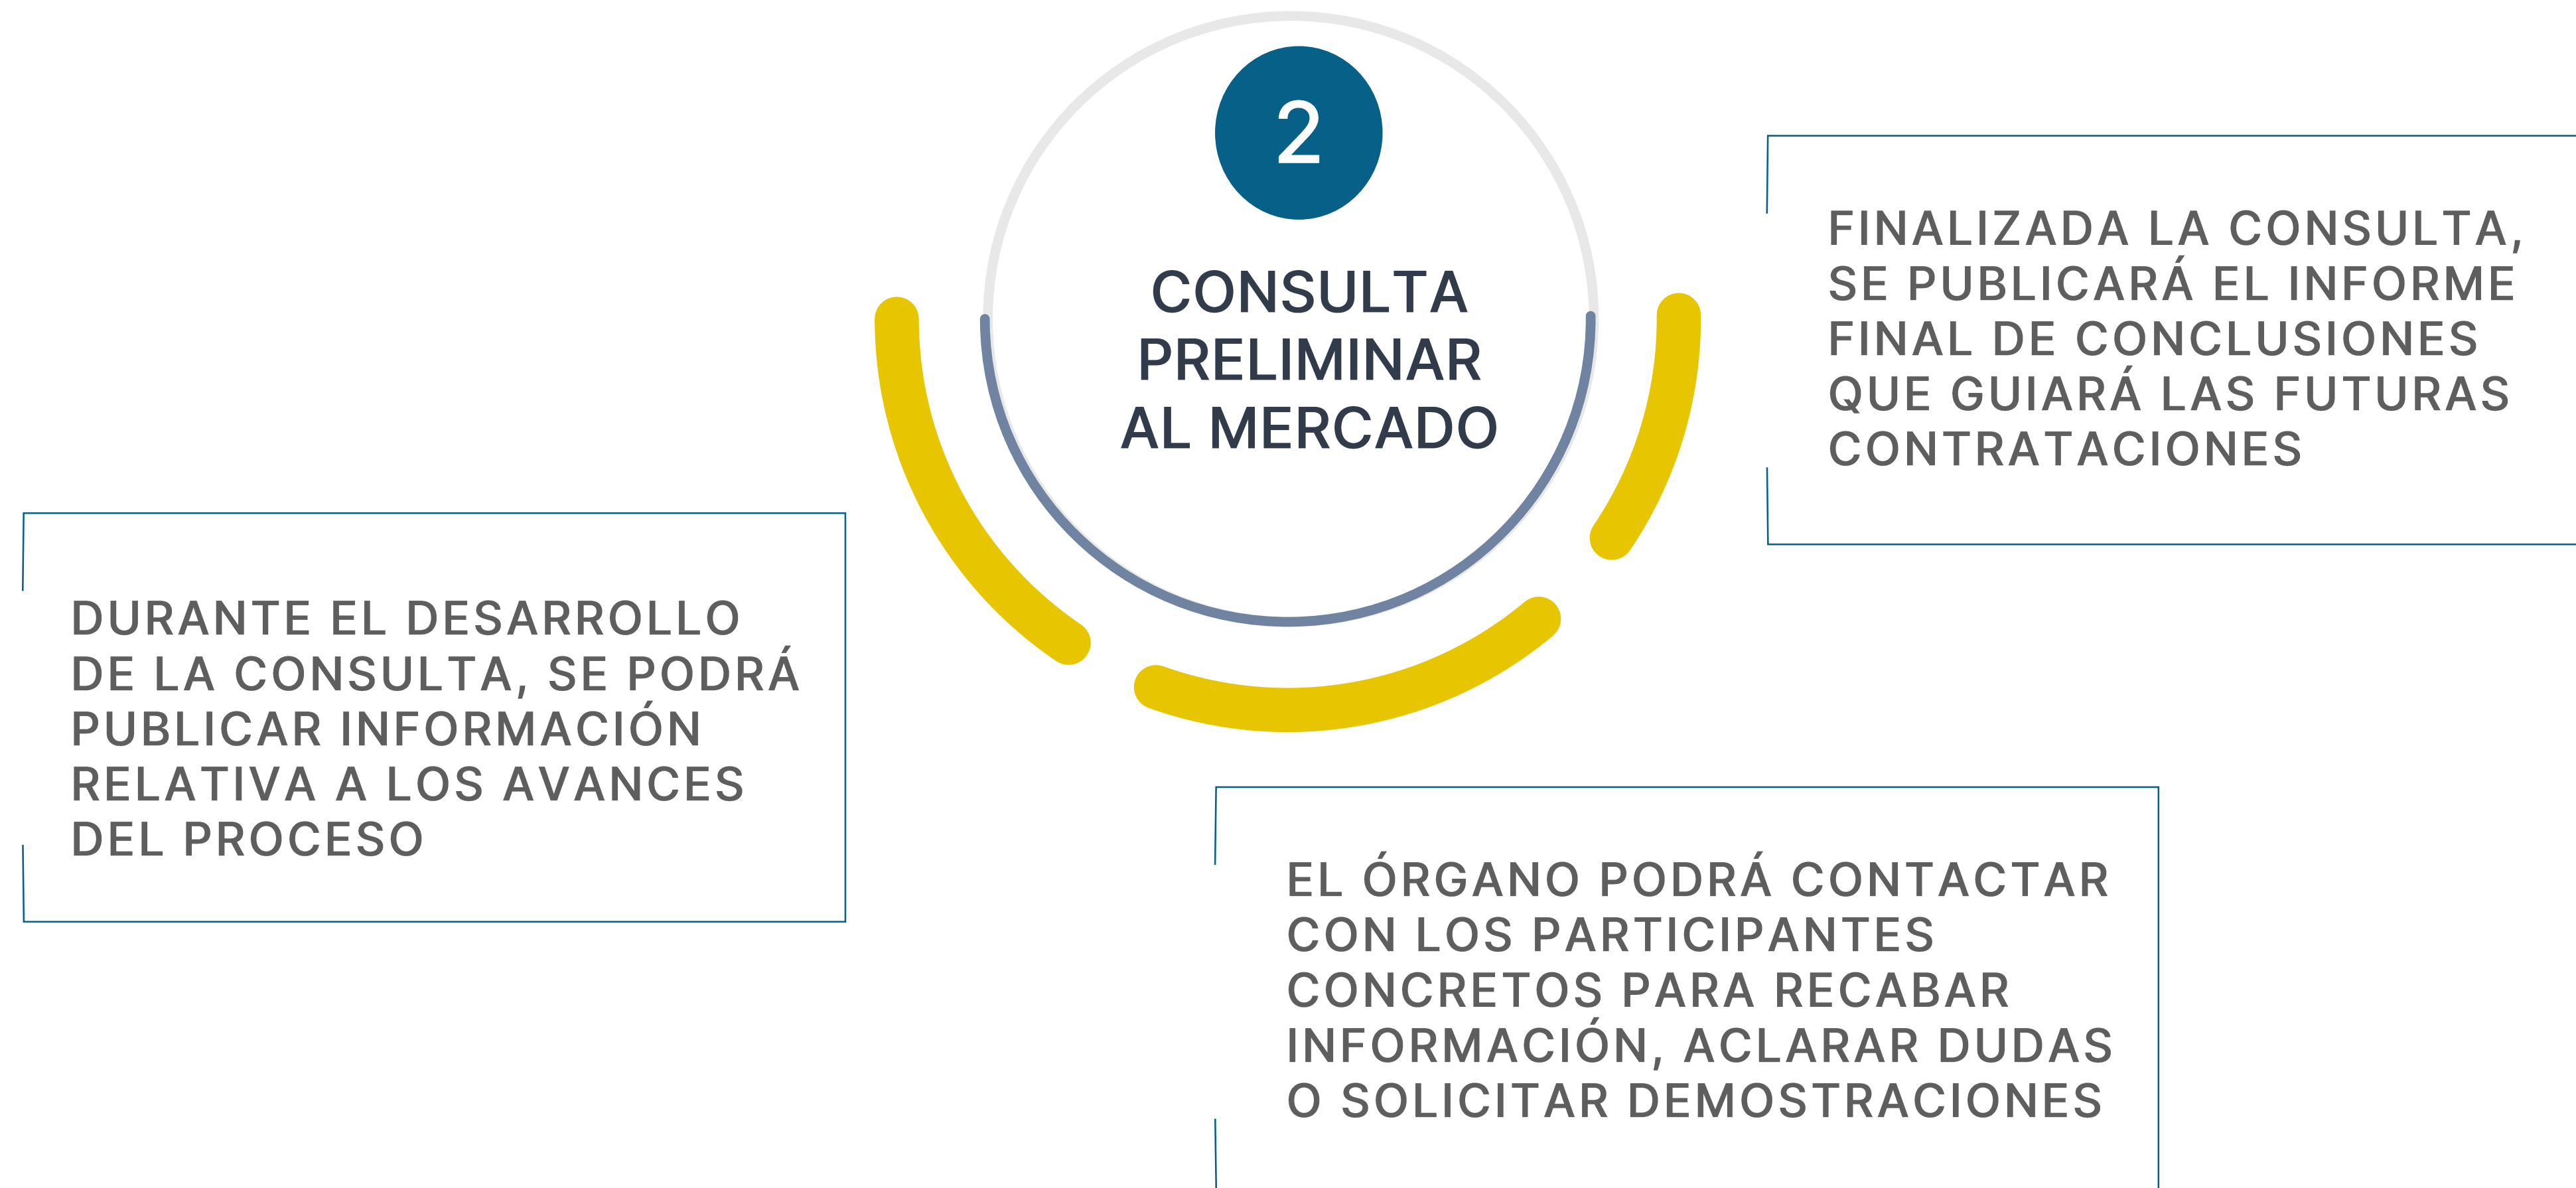 2
CONSULTA
PRELIMINAR
AL MERCADO
DURANTE EL DESARROLLO
DE LA CONSULTA, SE PODRÁ
PUBLICAR INFORMACIÓN
RELATIVA A LOS AVANCES
DEL PROCESO
EL ÓRGANO PODRÁ CONTACTAR
CON LOS PARTICIPANTES
CONCRETOS PARA RECABAR
INFORMACIÓN, ACLARAR DUDAS
O SOLICITAR DEMOSTRACIONES
FINALIZADA LA CONSULTA,
SE PUBLICARÁ EL INFORME
FINAL DE CONCLUSIONES
QUE GUIARÁ LAS FUTURAS
CONTRATACIONES